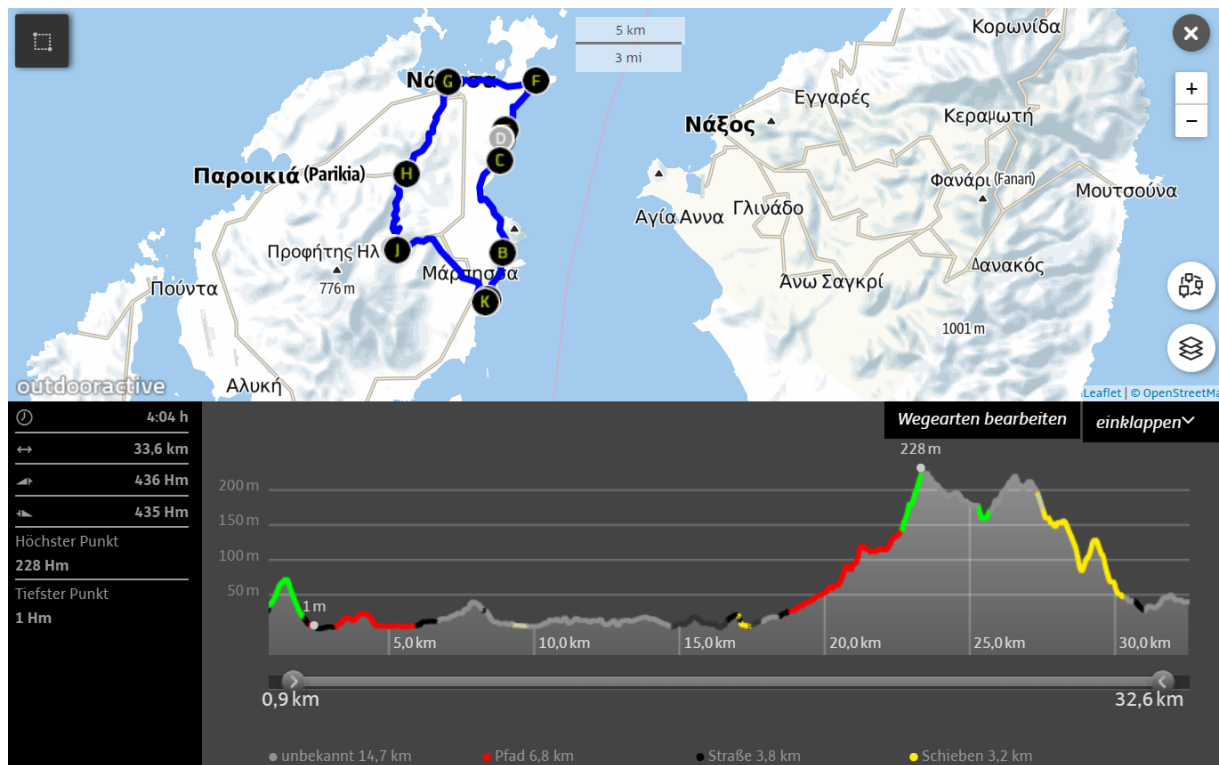 5 km
3 mi
Κορωνίδα
G
F
Εγγαρές
Κεραμωτή
Νάξος
D
C
+
−
Παροικιά (Parikia)
H
Φανάρι (Fanari)
Μουτσούνα
Αγία Άννα
Γλινάδο
Προφήτης Ηλ
J
B
Μάρπησσα
Δανακός
Άνω Σαγκρί
776 m
Πούντα
K
1001 m
outdooractive
Αλυκή
Leaflet | © OpenStreetMa
4:04 h
33,6 km
436 Hm
435 Hm
Höchster Punkt
228 Hm
Tiefster Punkt
1 Hm
Wegearten bearbeiten
einklappen
228 m
200 m
150 m
100 m
50 m
1 m
5,0 km
10,0 km
15,0 km
20,0 km
25,0 km
30,0 km
0,9 km
32,6 km
unbekannt 14,7 km
Pfad 6,8 km
Straße 3,8 km
Schieben 3,2 km